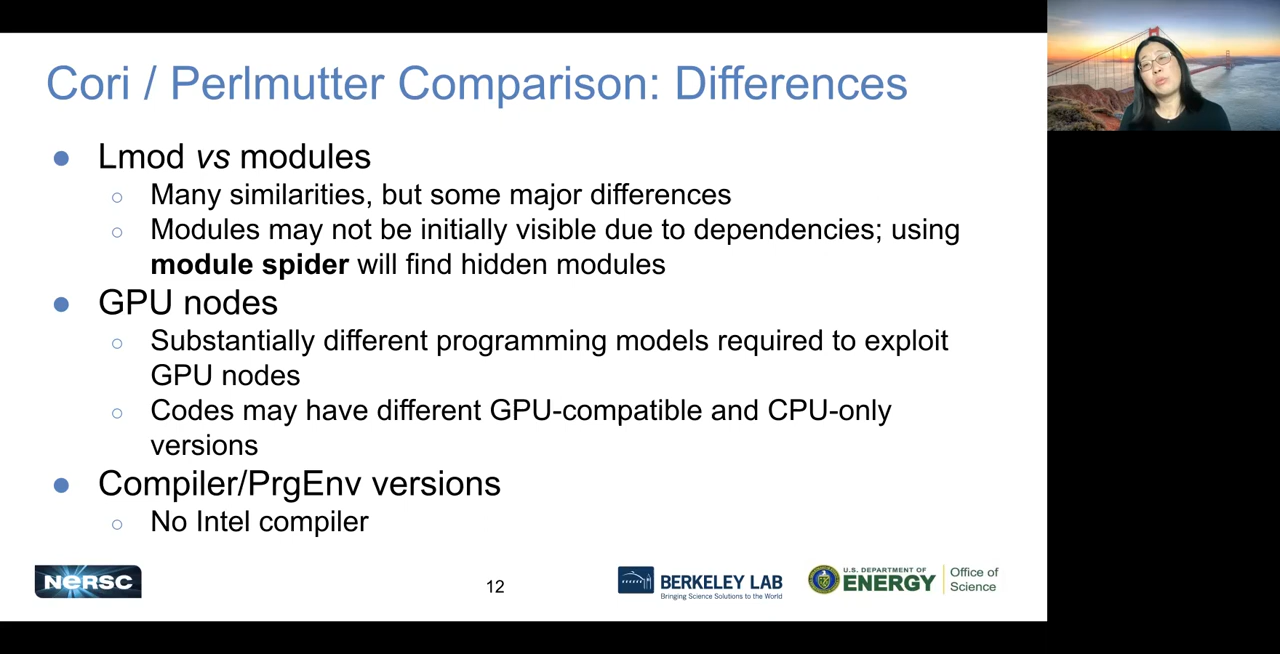 Cori / Perlmutter Comparison: Differences
● Lmod vs modules
○ Many similarities, but some major differences
○ Modules may not be initially visible due to dependencies; using
module spider will find hidden modules
● GPU nodes
○ Substantially different programming models required to exploit
GPU nodes
○ Codes may have different GPU-compatible and CPU-only
versions
● Compiler/PrgEnv versions
○ No Intel compiler
NERSC
12
BERKELEY LAB
Bringing Science Solutions to the World
U.S. DEPARTMENT OF
ENERGY
Office of
Science